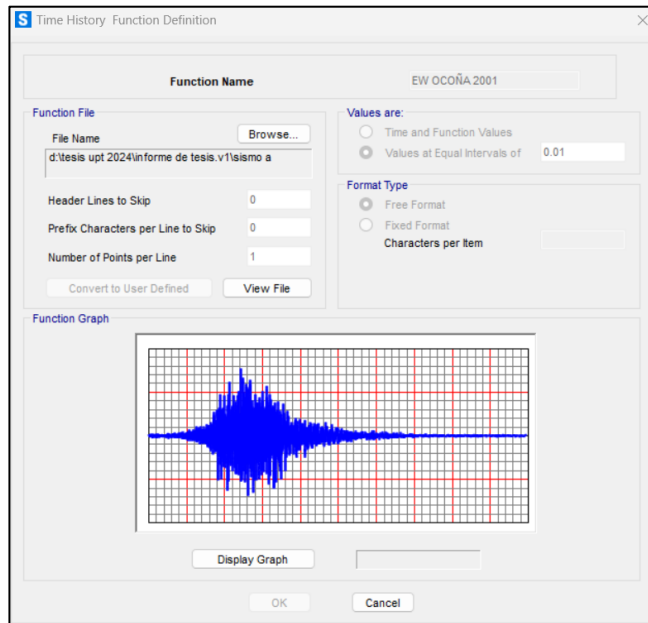 S Time History Function Definition
Function Name EW OCOÑA 2001
Function File
File Name Browse...
d:\tesis upt 2024\informe de tesis.v1\sismo a
Header Lines to Skip 0
Prefix Characters per Line to Skip 0
Number of Points per Line 1
Convert to User Defined View File
Values are:
Time and Function Values
Values at Equal Intervals of 0.01
Format Type
Free Format
Fixed Format
Characters per Item
Function Graph
Display Graph
OK Cancel